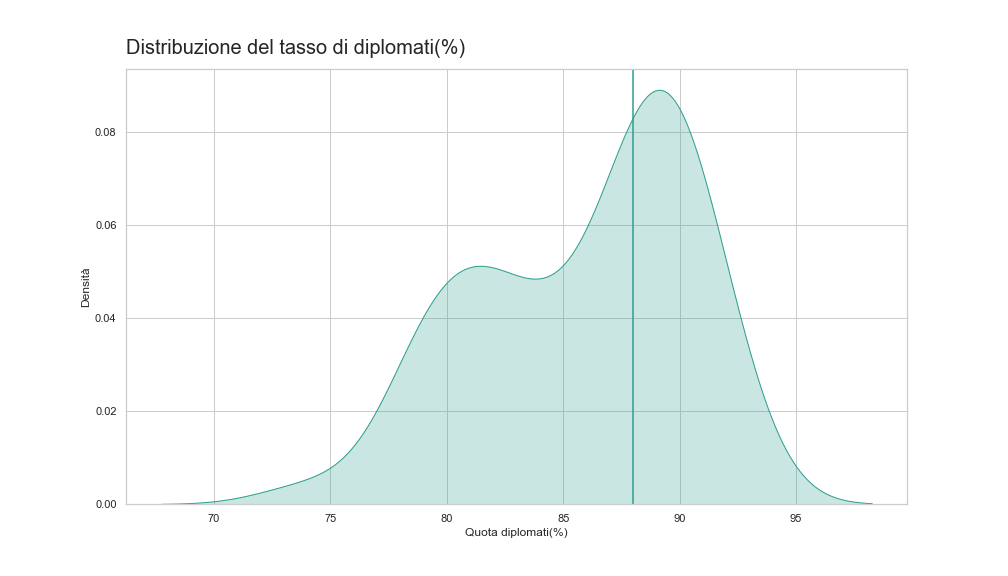 Distribuzione del tasso di diplomati(%)
0.08
0.06
0.04
0.02
0.00
Densità
70 75 80 85 90 95
Quota diplomati(%)